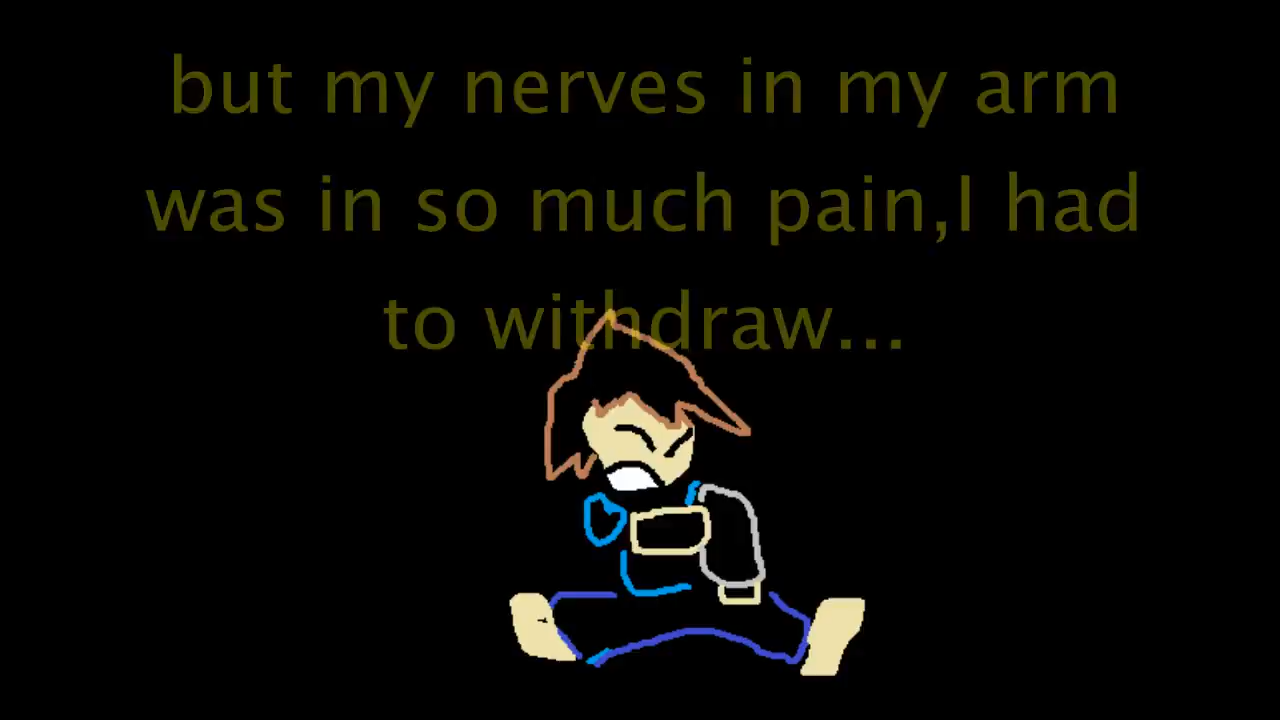 but my nerves in my arm
was in so much pain,I had
to withdraw...